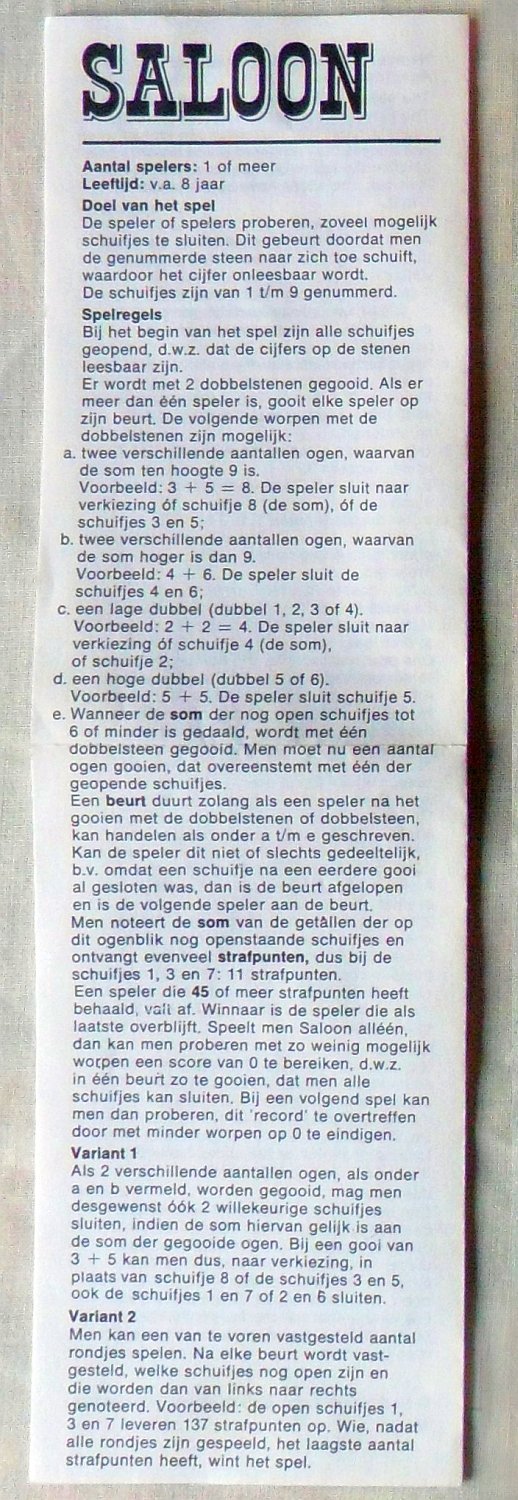 SALOON
Aantal spelers: 1 of meer
Leeftijd: v.a. 8 jaar
Doel van het spel
De speler of spelers proberen, zoveel mogelijk
schuifjes te sluiten. Dit gebeurt doordat men
de genummerde steen naar zich toe schuift,
waardoor het cijfer onleesbaar wordt.
De schuifjes zijn van 1 t/m 9 genummerd.
Spelregels
Bij het begin van het spel zijn alle schuifjes
geopend, d.w.z. dat de cijfers op de stenen
leesbaar zijn.
Er wordt met 2 dobbelstenen gegooid. Als er
meer dan één speler is, gooit elke speler op
zijn beurt. De volgende worpen met de
dobbelstenen zijn mogelijk:
a. twee verschillende aantallen ogen, waarvan
de som ten hoogte 9 is.
Voorbeeld: 3 + 5 = 8. De speler sluit naar
verkiezing óf schuifje 8 (de som), óf de
schuifjes 3 en 5;
b. twee verschillende aantallen ogen, waarvan
de som hoger is dan 9.
Voorbeeld: 4 + 6. De speler sluit de
schuifjes 4 en 6;
c. een lage dubbel (dubbel 1, 2, 3 of 4).
Voorbeeld: 2 + 2 = 4. De speler sluit naar
verkiezing óf schuifje 4 (de som),
of schuifje 2;
d. een hoge dubbel (dubbel 5 of 6).
Voorbeeld: 5 + 5. De speler sluit schuifje 5.
e. Wanneer de som der nog open schuifjes tot
6 of minder is gedaald, wordt met één
dobbelsteen gegooid. Men moet nu een aantal
ogen gooien, dat overeenstemt met één der
geopende schuifjes.
Een beurt duurt zolang als een speler na het
gooien met de dobbelstenen of dobbelsteen,
kan handelen als onder a t/m e geschreven.
Kan de speler dit niet of slechts gedeeltelijk,
b.v. omdat een schuifje na een eerdere gooi
al gesloten was, dan is de beurt afgelopen
en is de volgende speler aan de beurt.
Men noteert de som van de getallen der op
dit ogenblik nog openstaande schuifjes en
ontvangt evenveel strafpunten, dus bij de
schuifjes 1, 3 en 7: 11 strafpunten.
Een speler die 45 of meer strafpunten heeft
behaald, valt af. Winnaar is de speler die als
laatste overblijft. Speelt men Saloon alléén,
dan kan men proberen met zo weinig mogelijk
worpen een score van 0 te bereiken, d.w.z.
in één beurt zo te gooien, dat men alle
schuifjes kan sluiten. Bij een volgend spel kan
men dan proberen, dit 'record' te overtreffen
door met minder worpen op 0 te eindigen.
Variant 1
Als 2 verschillende aantallen ogen, als onder
a en b vermeld, worden gegooid, mag men
desgewenst óók 2 willekeurige schuifjes
sluiten, indien de som hiervan gelijk is aan
de som der gegooide ogen. Bij een gooi van
3 + 5 kan men dus, naar verkiezing, in
plaats van schuifje 8 of de schuifjes 3 en 5,
ook de schuifjes 1 en 7 of 2 en 6 sluiten.
Variant 2
Men kan een van te voren vastgesteld aantal
rondjes spelen. Na elke beurt wordt vast-
gesteld, welke schuifjes nog open zijn en
die worden dan van links naar rechts
genoteerd. Voorbeeld: de open schuifjes 1,
3 en 7 leveren 137 strafpunten op. Wie, nadat
alle rondjes zijn gespeeld, het laagste aantal
strafpunten heeft, wint het spel.